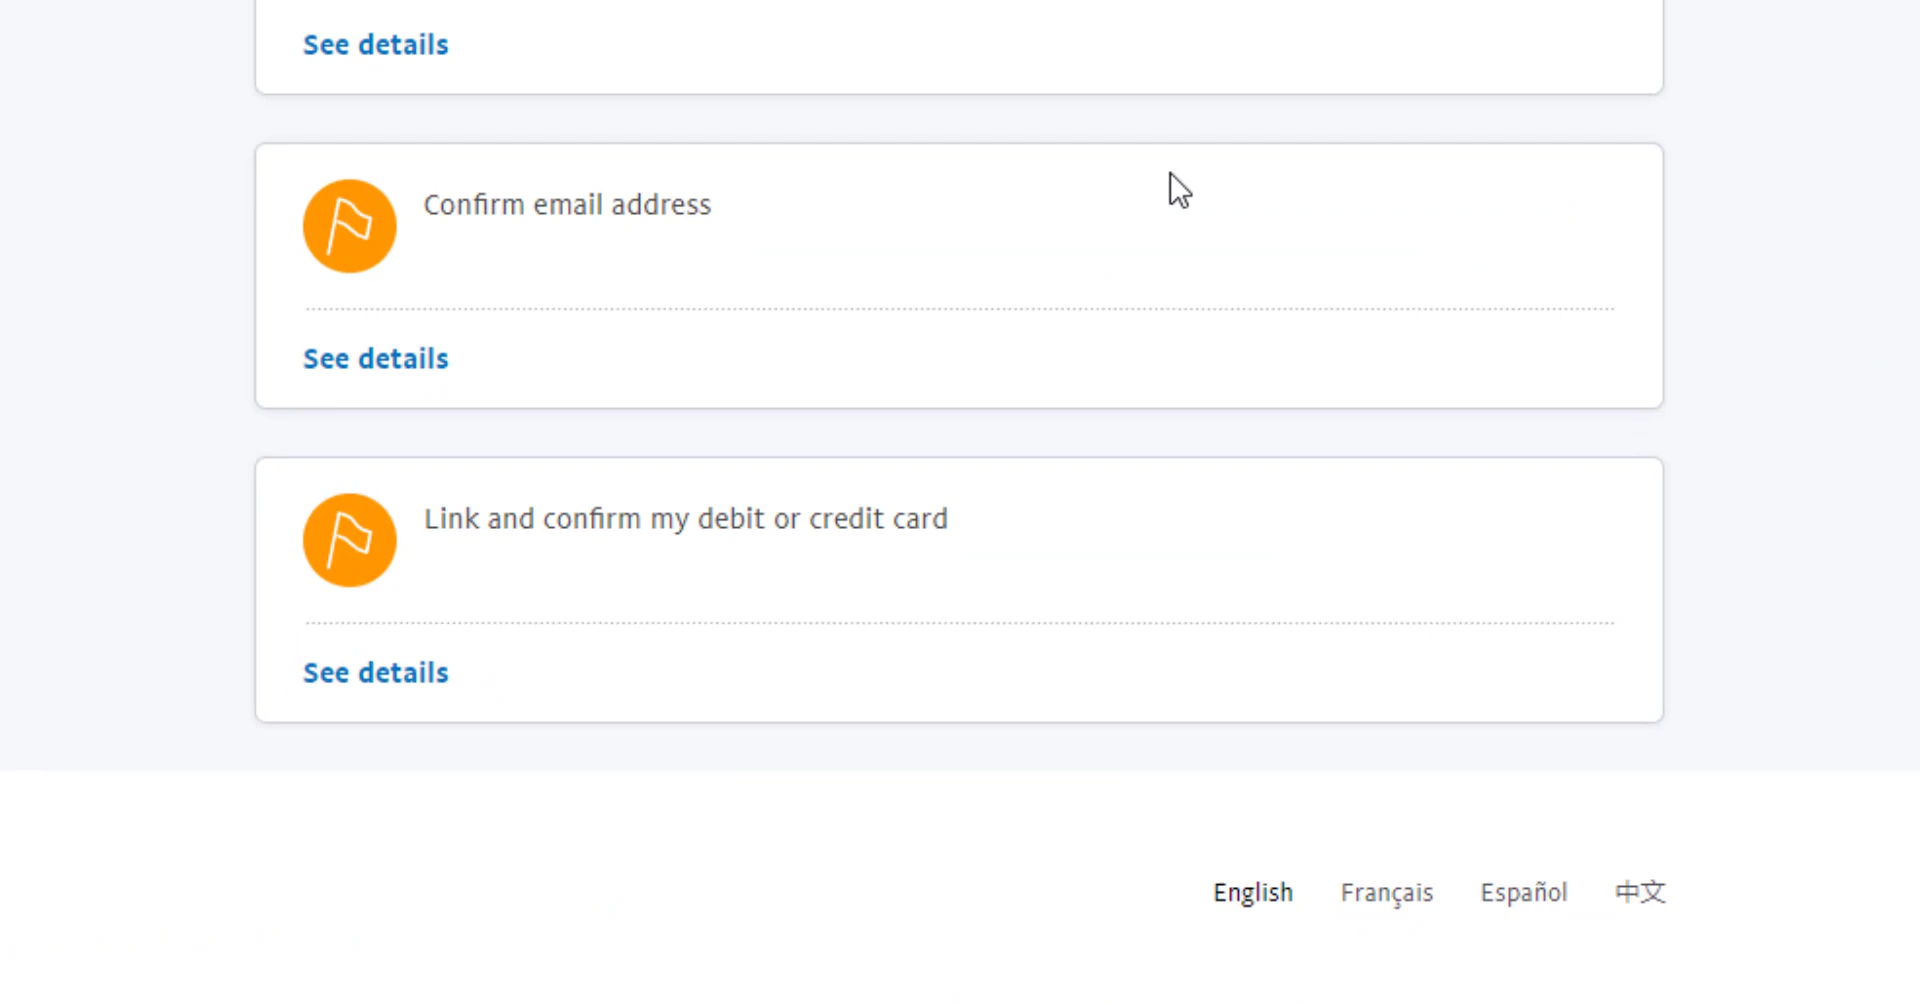 See details
Confirm email address
See details
Link and confirm my debit or credit card
See details
English Français Español 中文